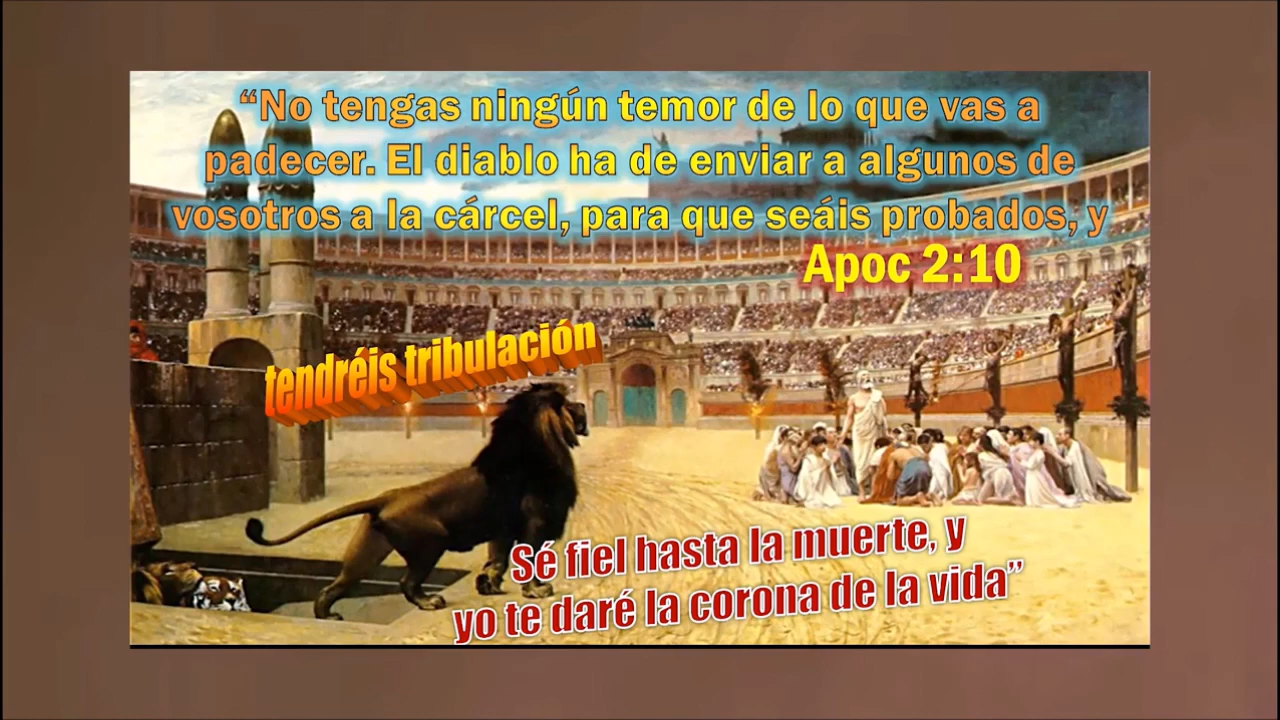 “No tengas ningún temor de lo que vas a
padecer. El diablo ha de enviar a algunos de
vosotros a la cárcel, para que seáis probados, y
Apoc 2:10
tendréis tribulación
Sé fiel hasta la muerte, y
yo te daré la corona de la vida”